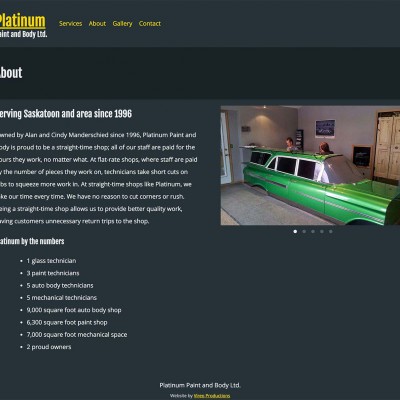 Platinum
Paint and Body Ltd.
Services About Gallery Contact
About
Serving Saskatoon and area since 1996
Owned by Alan and Cindy Manderschied since 1996, Platinum Paint and
Body is proud to be a straight-time shop; all of our staff are paid for the
hours they work, no matter what. At flat-rate shops, where staff are paid
by the number of pieces they work on, technicians take short cuts on
jobs to squeeze more work in. At straight-time shops like Platinum, we
take our time every time. We have no reason to cut corners or rush.
Being a straight-time shop allows us to provide better quality work,
saving customers unnecessary return trips to the shop.
Platinum by the numbers
1 glass technician
3 paint technicians
5 auto body technicians
5 mechanical technicians
9,000 square foot auto body shop
6,300 square foot paint shop
7,000 square foot mechanical space
2 proud owners
Platinum Paint and Body Ltd.
Website by Productions